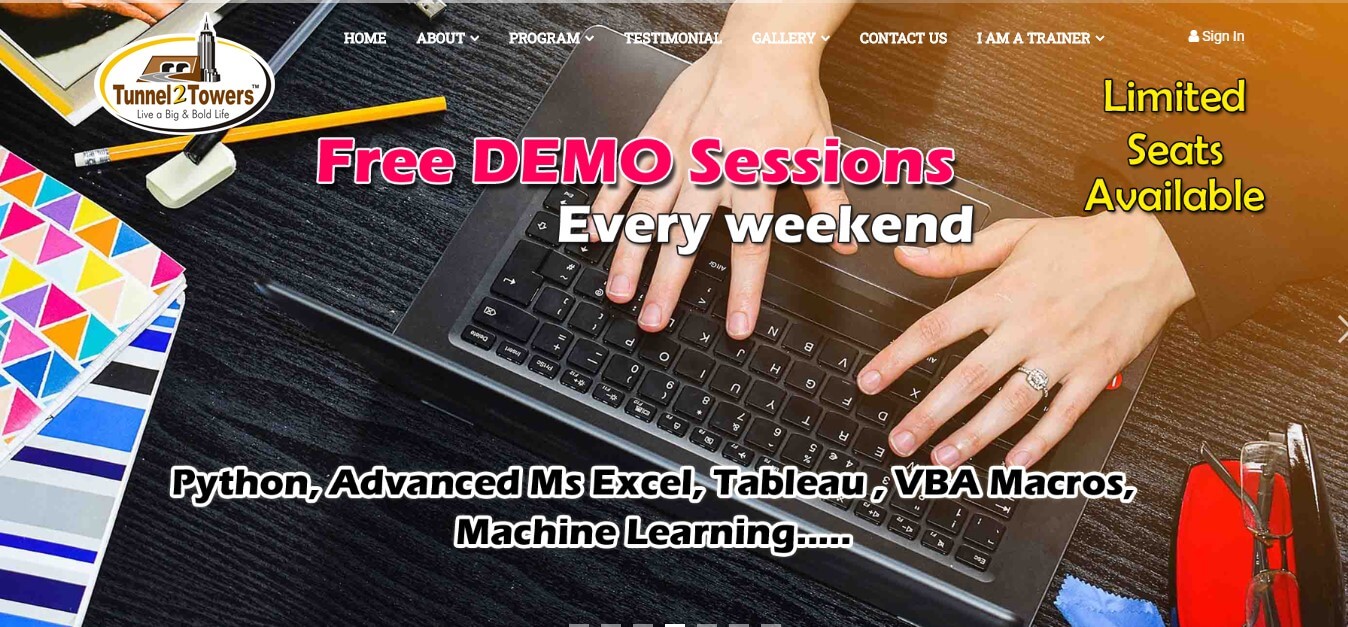 HOME ABOUT PROGRAM TESTIMONIAL GALLERY CONTACT US I AM A TRAINER Sign In
Tunnel2Towers™
Live a Big & Bold Life
Limited
Seats
Available
Free DEMO Sessions
Every weekend
Python, Advanced Ms Excel, Tableau , VBA Macros,
Machine Learning.....